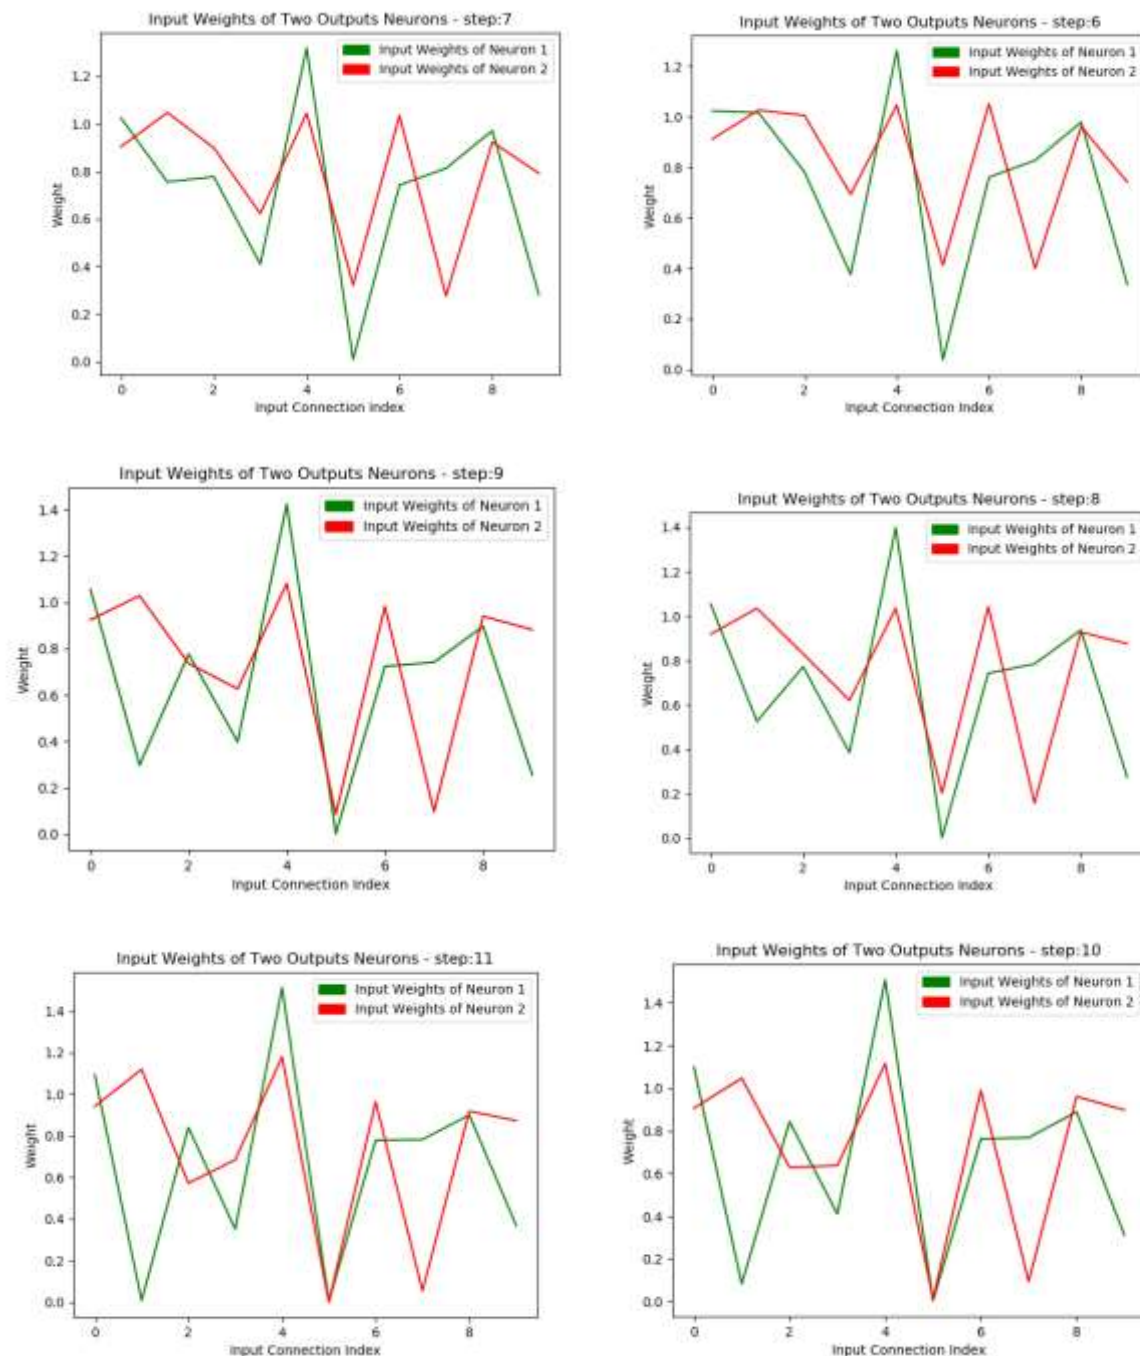 Input Weights of Two Outputs Neurons - step:7
Input Weights of Neuron 1
Input Weights of Neuron 2
Weight
1.2
1.0
0.8
0.6
0.4
0.2
0.0
0 2 4 6 8
Input Connection Index
Input Weights of Two Outputs Neurons - step:6
Input Weights of Neuron 1
Input Weights of Neuron 2
Weight
1.2
1.0
0.8
0.6
0.4
0.2
0.0
0 2 4 6 8
Input Connection Index
Input Weights of Two Outputs Neurons - step:9
Input Weights of Neuron 1
Input Weights of Neuron 2
Weight
1.4
1.2
1.0
0.8
0.6
0.4
0.2
0.0
0 2 4 6 8
Input Connection Index
Input Weights of Two Outputs Neurons - step:8
Input Weights of Neuron 1
Input Weights of Neuron 2
Weight
1.4
1.2
1.0
0.8
0.6
0.4
0.2
0.0
0 2 4 6 8
Input Connection Index
Input Weights of Two Outputs Neurons - step:11
Input Weights of Neuron 1
Input Weights of Neuron 2
Weight
1.4
1.2
1.0
0.8
0.6
0.4
0.2
0.0
0 2 4 6 8
Input Connection Index
Input Weights of Two Outputs Neurons - step:10
Input Weights of Neuron 1
Input Weights of Neuron 2
Weight
1.4
1.2
1.0
0.8
0.6
0.4
0.2
0.0
0 2 4 6 8
Input Connection Index